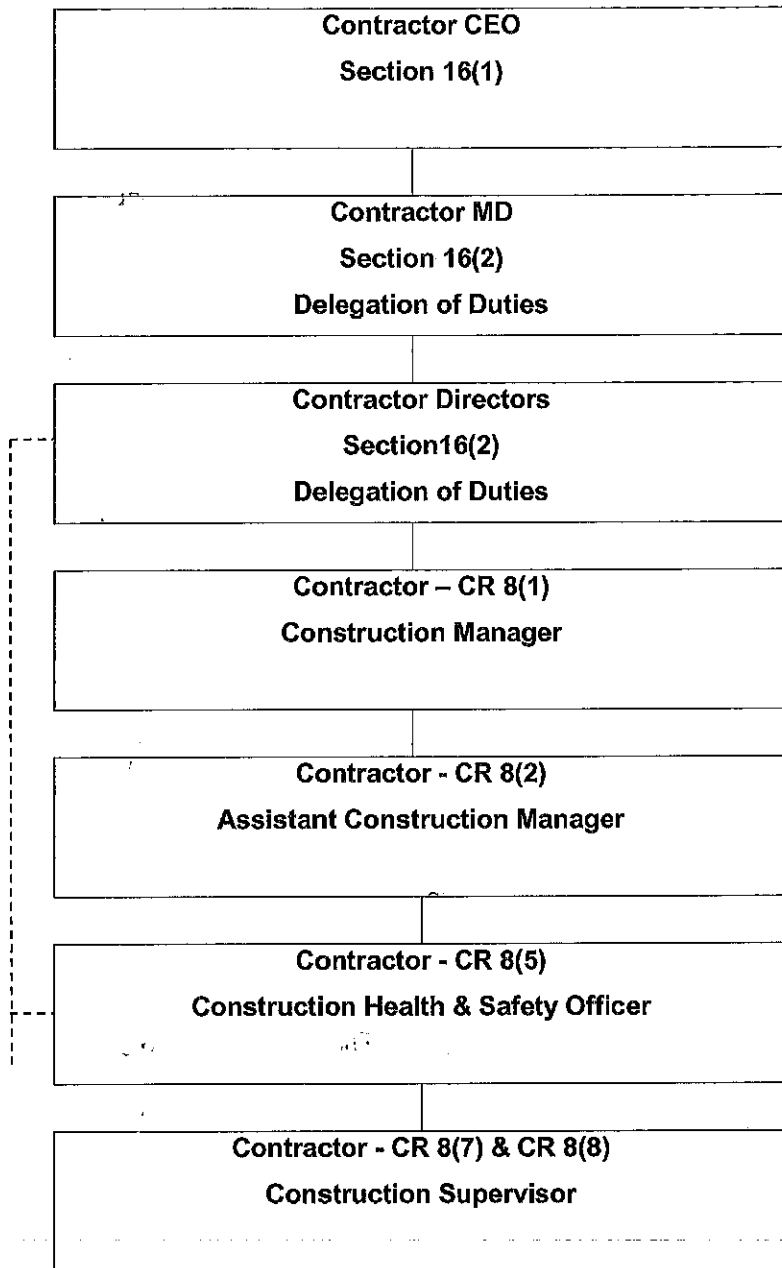 Contractor CEO
Section 16(1)
Contractor MD
Section 16(2)
Delegation of Duties
Contractor Directors
Section16(2)
Delegation of Duties
Contractor – CR 8(1)
Construction Manager
Contractor - CR 8(2)
Assistant Construction Manager
Contractor - CR 8(5)
Construction Health & Safety Officer
Contractor - CR 8(7) & CR 8(8)
Construction Supervisor